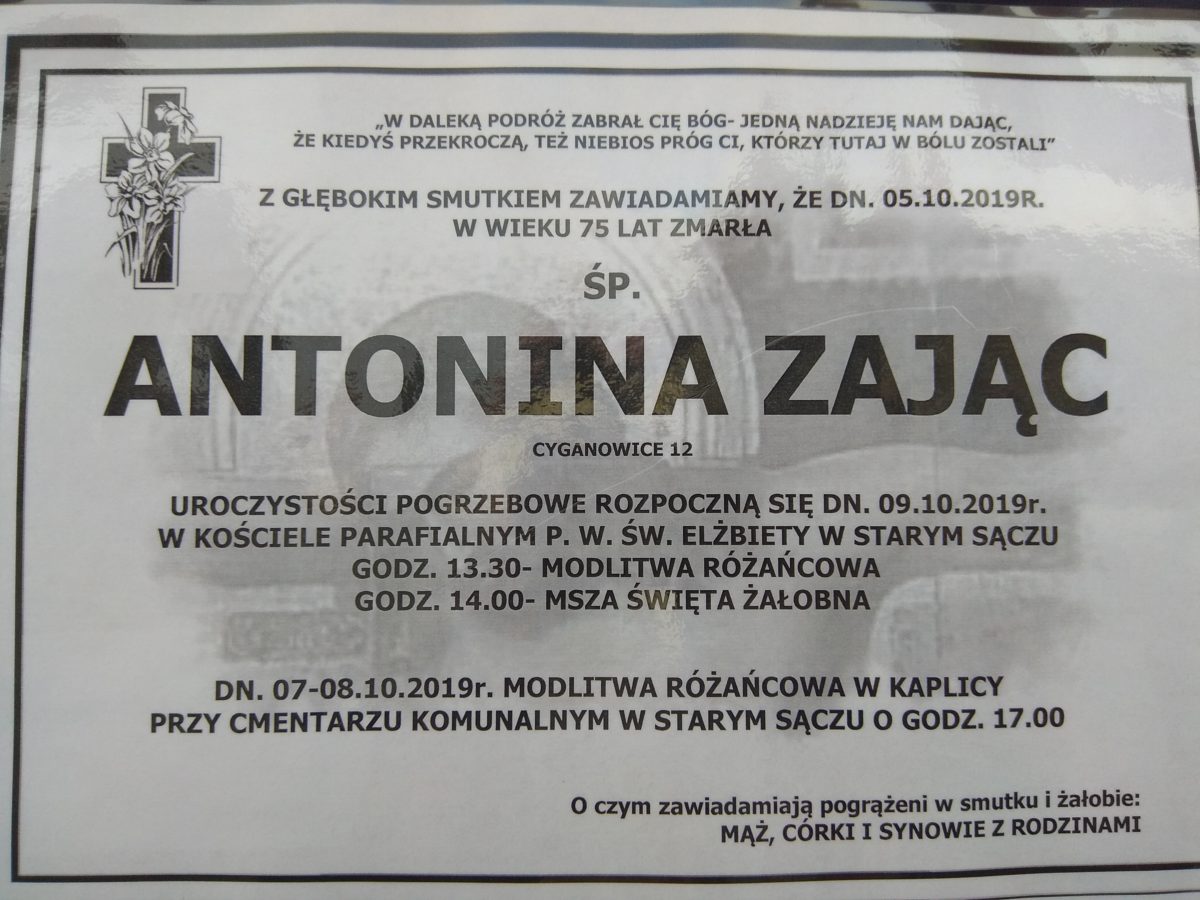 „W DALEKĄ PODRÓŻ ZABRAŁ CIĘ BÓG- JEDNĄ NADZIEJĘ NAM DAJĄC,
ŻE KIEDYŚ PRZEKROCZĄ, TEŻ NIEBIOS PRÓG CI, KTÓRZY TUTAJ W BÓLU ZOSTALI”
Z GŁĘBOKIM SMUTKIEM ZAWIADAMIAMY, ŻE DN. 05.10.2019R.
W WIEKU 75 LAT ZMARŁA
ŚP.
ANTONINA ZAJĄC
CYGANOWICE 12
UROCZYSTOŚCI POGRZEBOWE ROZPOCZNĄ SIĘ DN. 09.10.2019r.
W KOŚCIELE PARAFIALNYM P. W. ŚW. ELŻBIETY W STARYM SĄCZU
GODZ. 13.30- MODLITWA RÓŻAŃCOWA
GODZ. 14.00- MSZA ŚWIĘTA ŻAŁOBNA
DN. 07-08.10.2019r. MODLITWA RÓŻAŃCOWA W KAPLICY
PRZY CMENTARZU KOMUNALNYM W STARYM SĄCZU O GODZ. 17.00
O czym zawiadamiają pogrążeni w smutku i żałobie:
MĄŻ, CÓRKI I SYNOWIE Z RODZINAMI